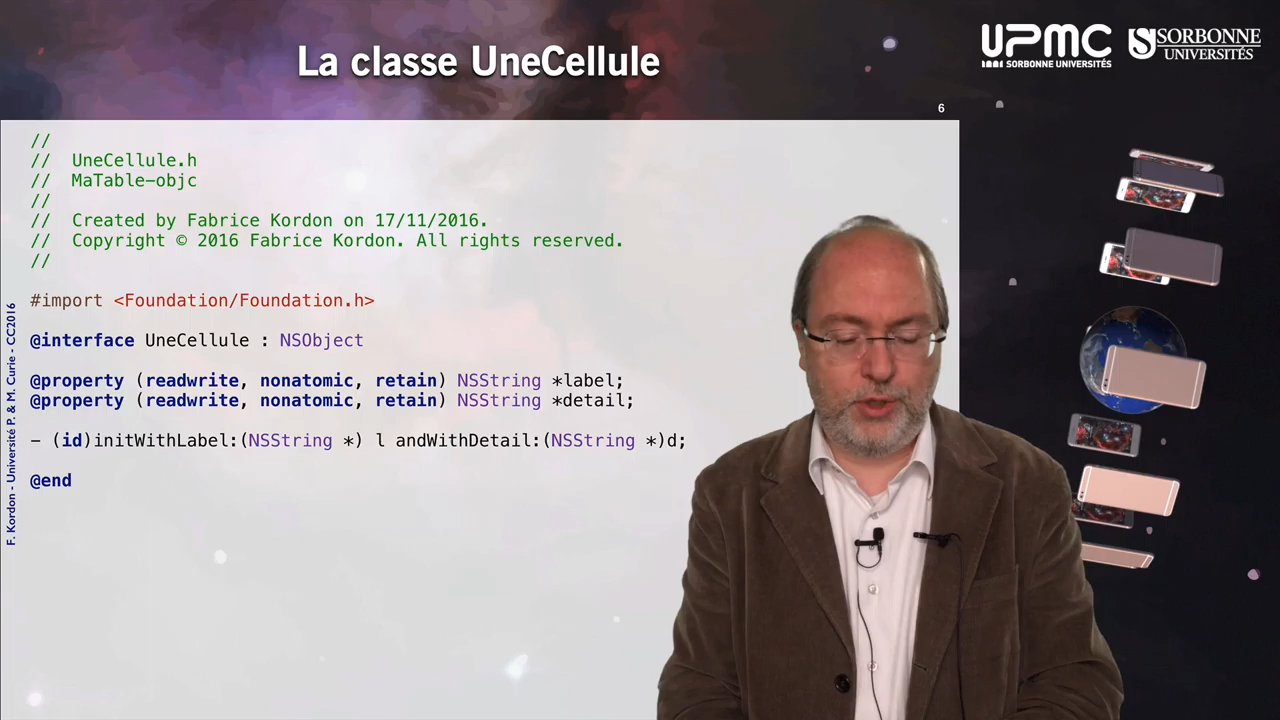 La classe UneCellule
UPMC
SORBONNE UNIVERSITÉS
SORBONNE
UNIVERSITÉS
6
//
//  UneCellule.h
//  MaTable-objc
//
//  Created by Fabrice Kordon on 17/11/2016.
//  Copyright © 2016 Fabrice Kordon. All rights reserved.
//
#import <Foundation/Foundation.h>
@interface UneCellule : NSObject
@property (readwrite, nonatomic, retain) NSString *label;
@property (readwrite, nonatomic, retain) NSString *detail;
- (id)initWithLabel:(NSString *) l andWithDetail:(NSString *)d;
@end
F. Kordon - Université P. & M. Curie - CC2016